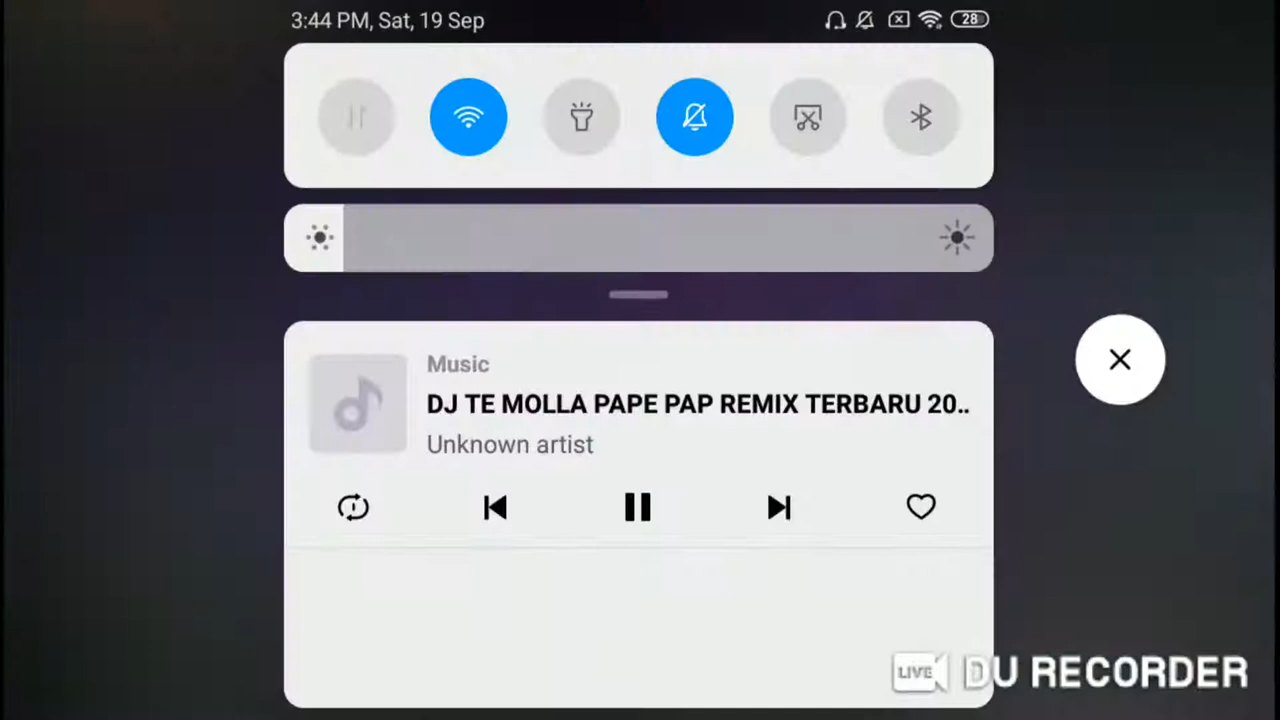 3:44 PM, Sat, 19 Sep
28
Music
DJ TE MOLLA PAPE PAP REMIX TERBARU 20..
Unknown artist
LIVE DU RECORDER